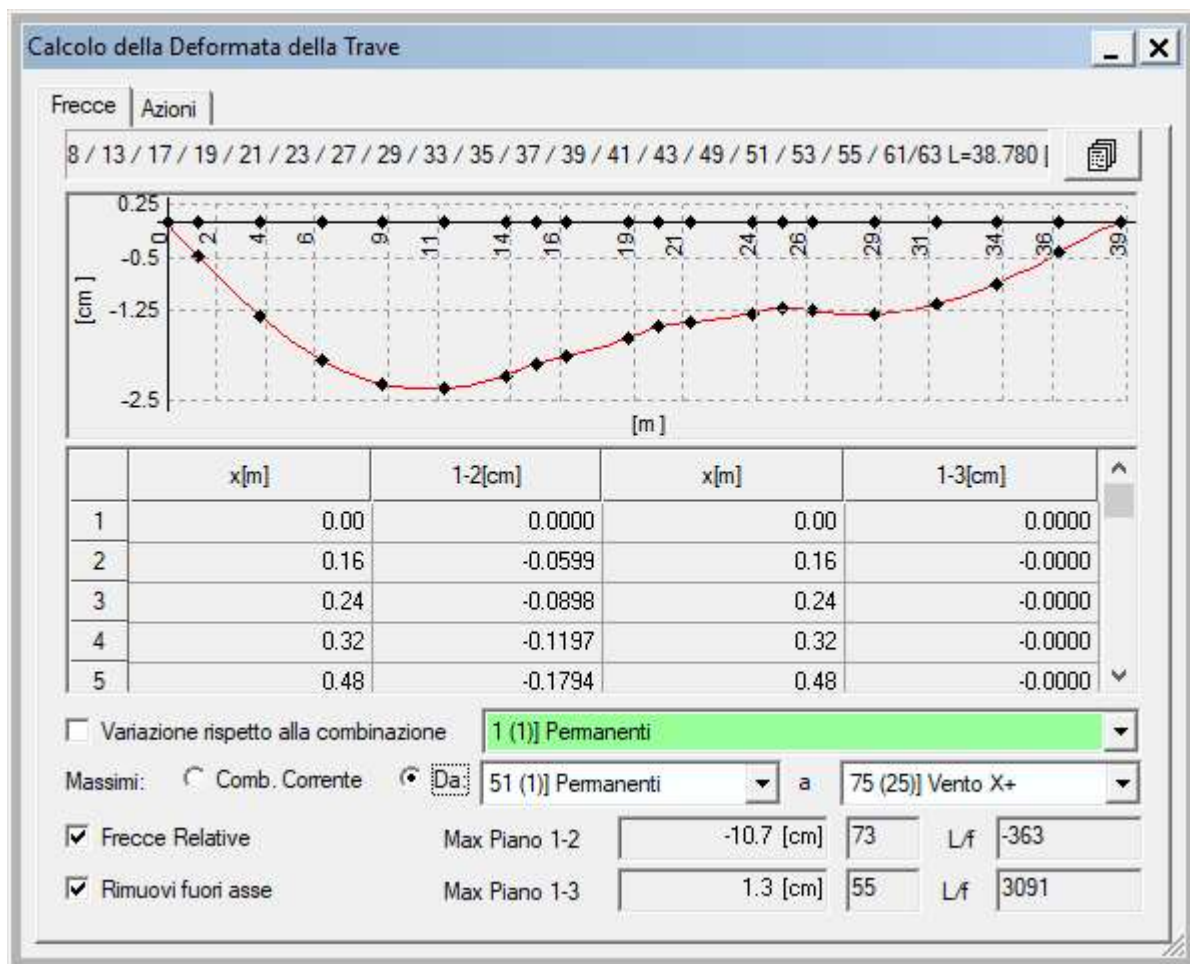 Calcolo della Deformata della Trave
Frecce Azioni
8 / 13 / 17 / 19 / 21 / 23 / 27 / 29 / 33 / 35 / 37 / 39 / 41 / 43 / 49 / 51 / 53 / 55 / 61/63 L=38.780 [
0.25
-0.5
-1.25
-2.5
[cm ]
0 2 4 6 9 11 14 16 19 21 24 26 29 31 34 36 39
[m ]
x[m] 1-2[cm] x[m] 1-3[cm]
1 0.00 0.0000 0.00 0.0000
2 0.16 -0.0599 0.16 -0.0000
3 0.24 -0.0898 0.24 -0.0000
4 0.32 -0.1197 0.32 -0.0000
5 0.48 -0.1794 0.48 -0.0000
Variazione rispetto alla combinazione 1 (1)] Permanenti
Massimi: Comb. Corrente Da: 51 (1)] Permanenti a 75 (25)] Vento X+
Frecce Relative Max Piano 1-2 -10.7 [cm] 73 L/f -363
Rimuovi fuori asse Max Piano 1-3 1.3 [cm] 55 L/f 3091